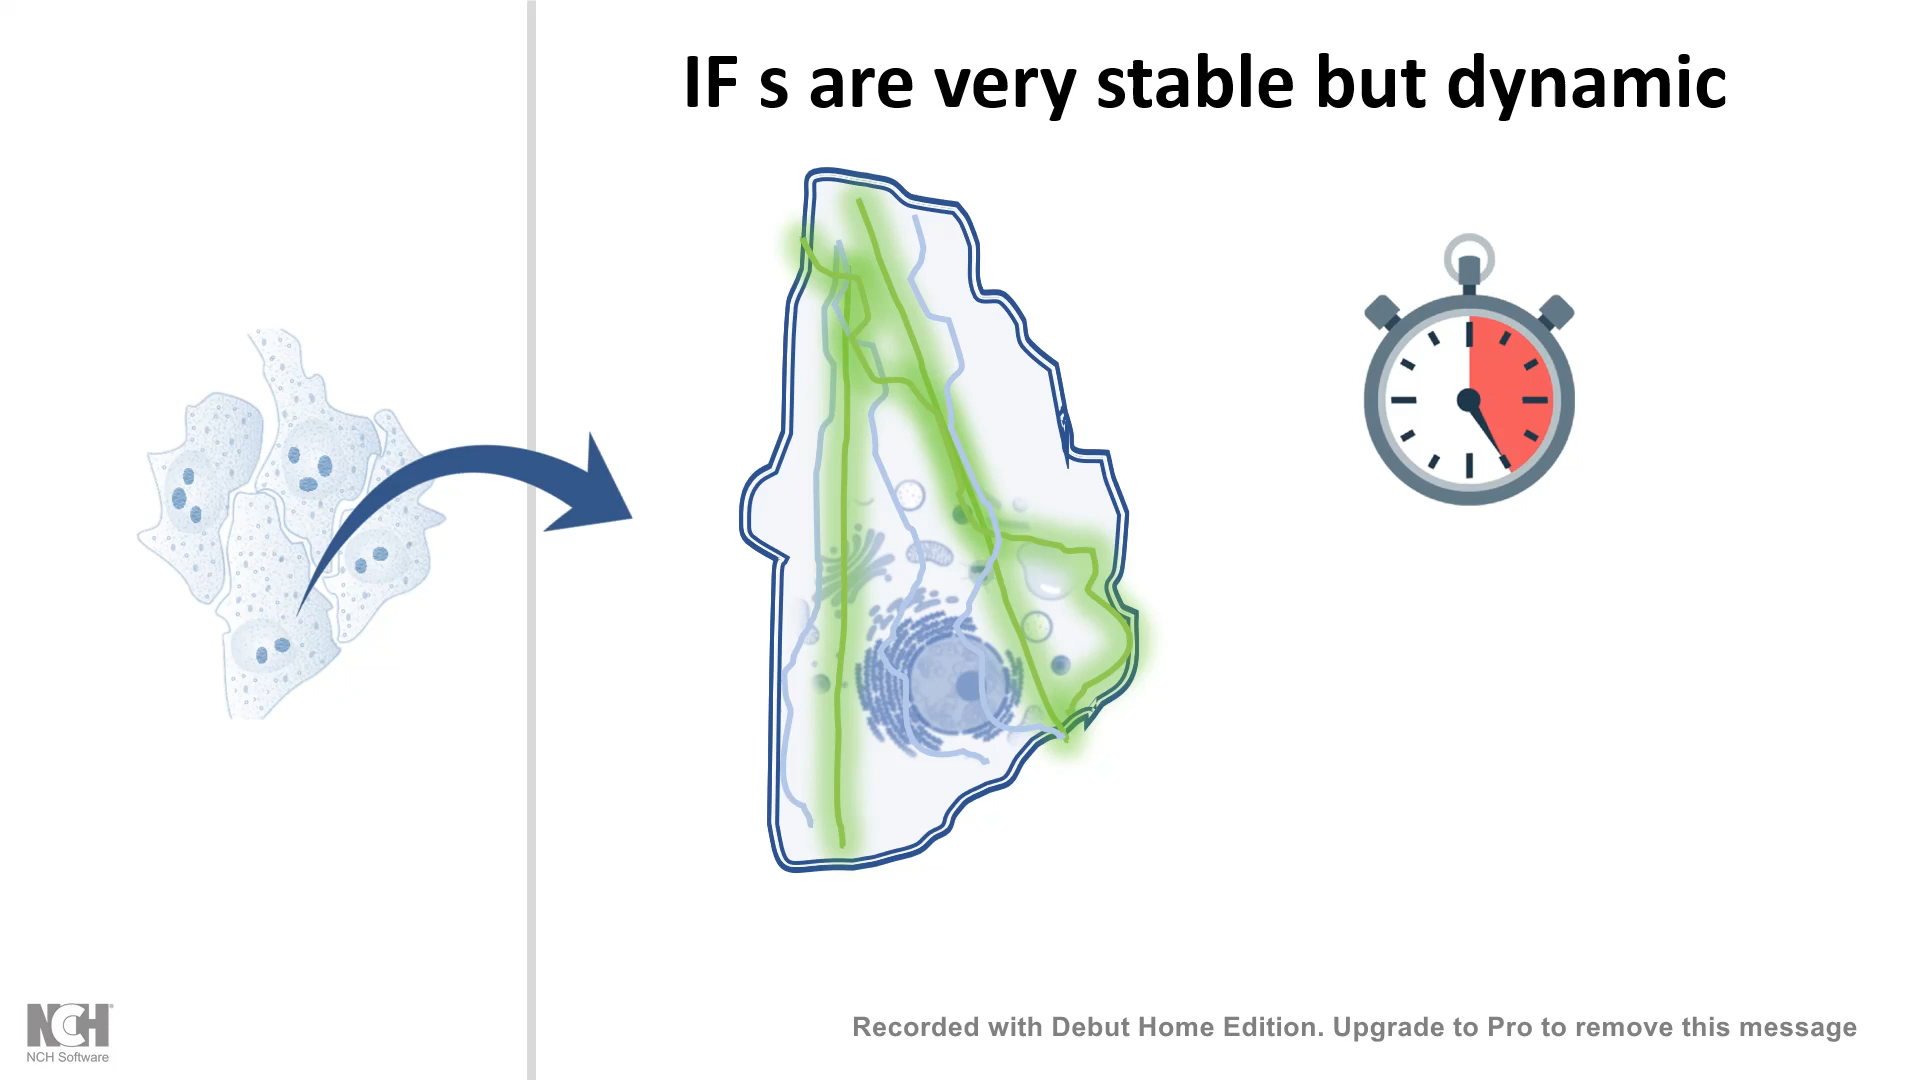 IF s are very stable but dynamic
NCH
NCH Software
Recorded with Debut Home Edition. Upgrade to Pro to remove this message